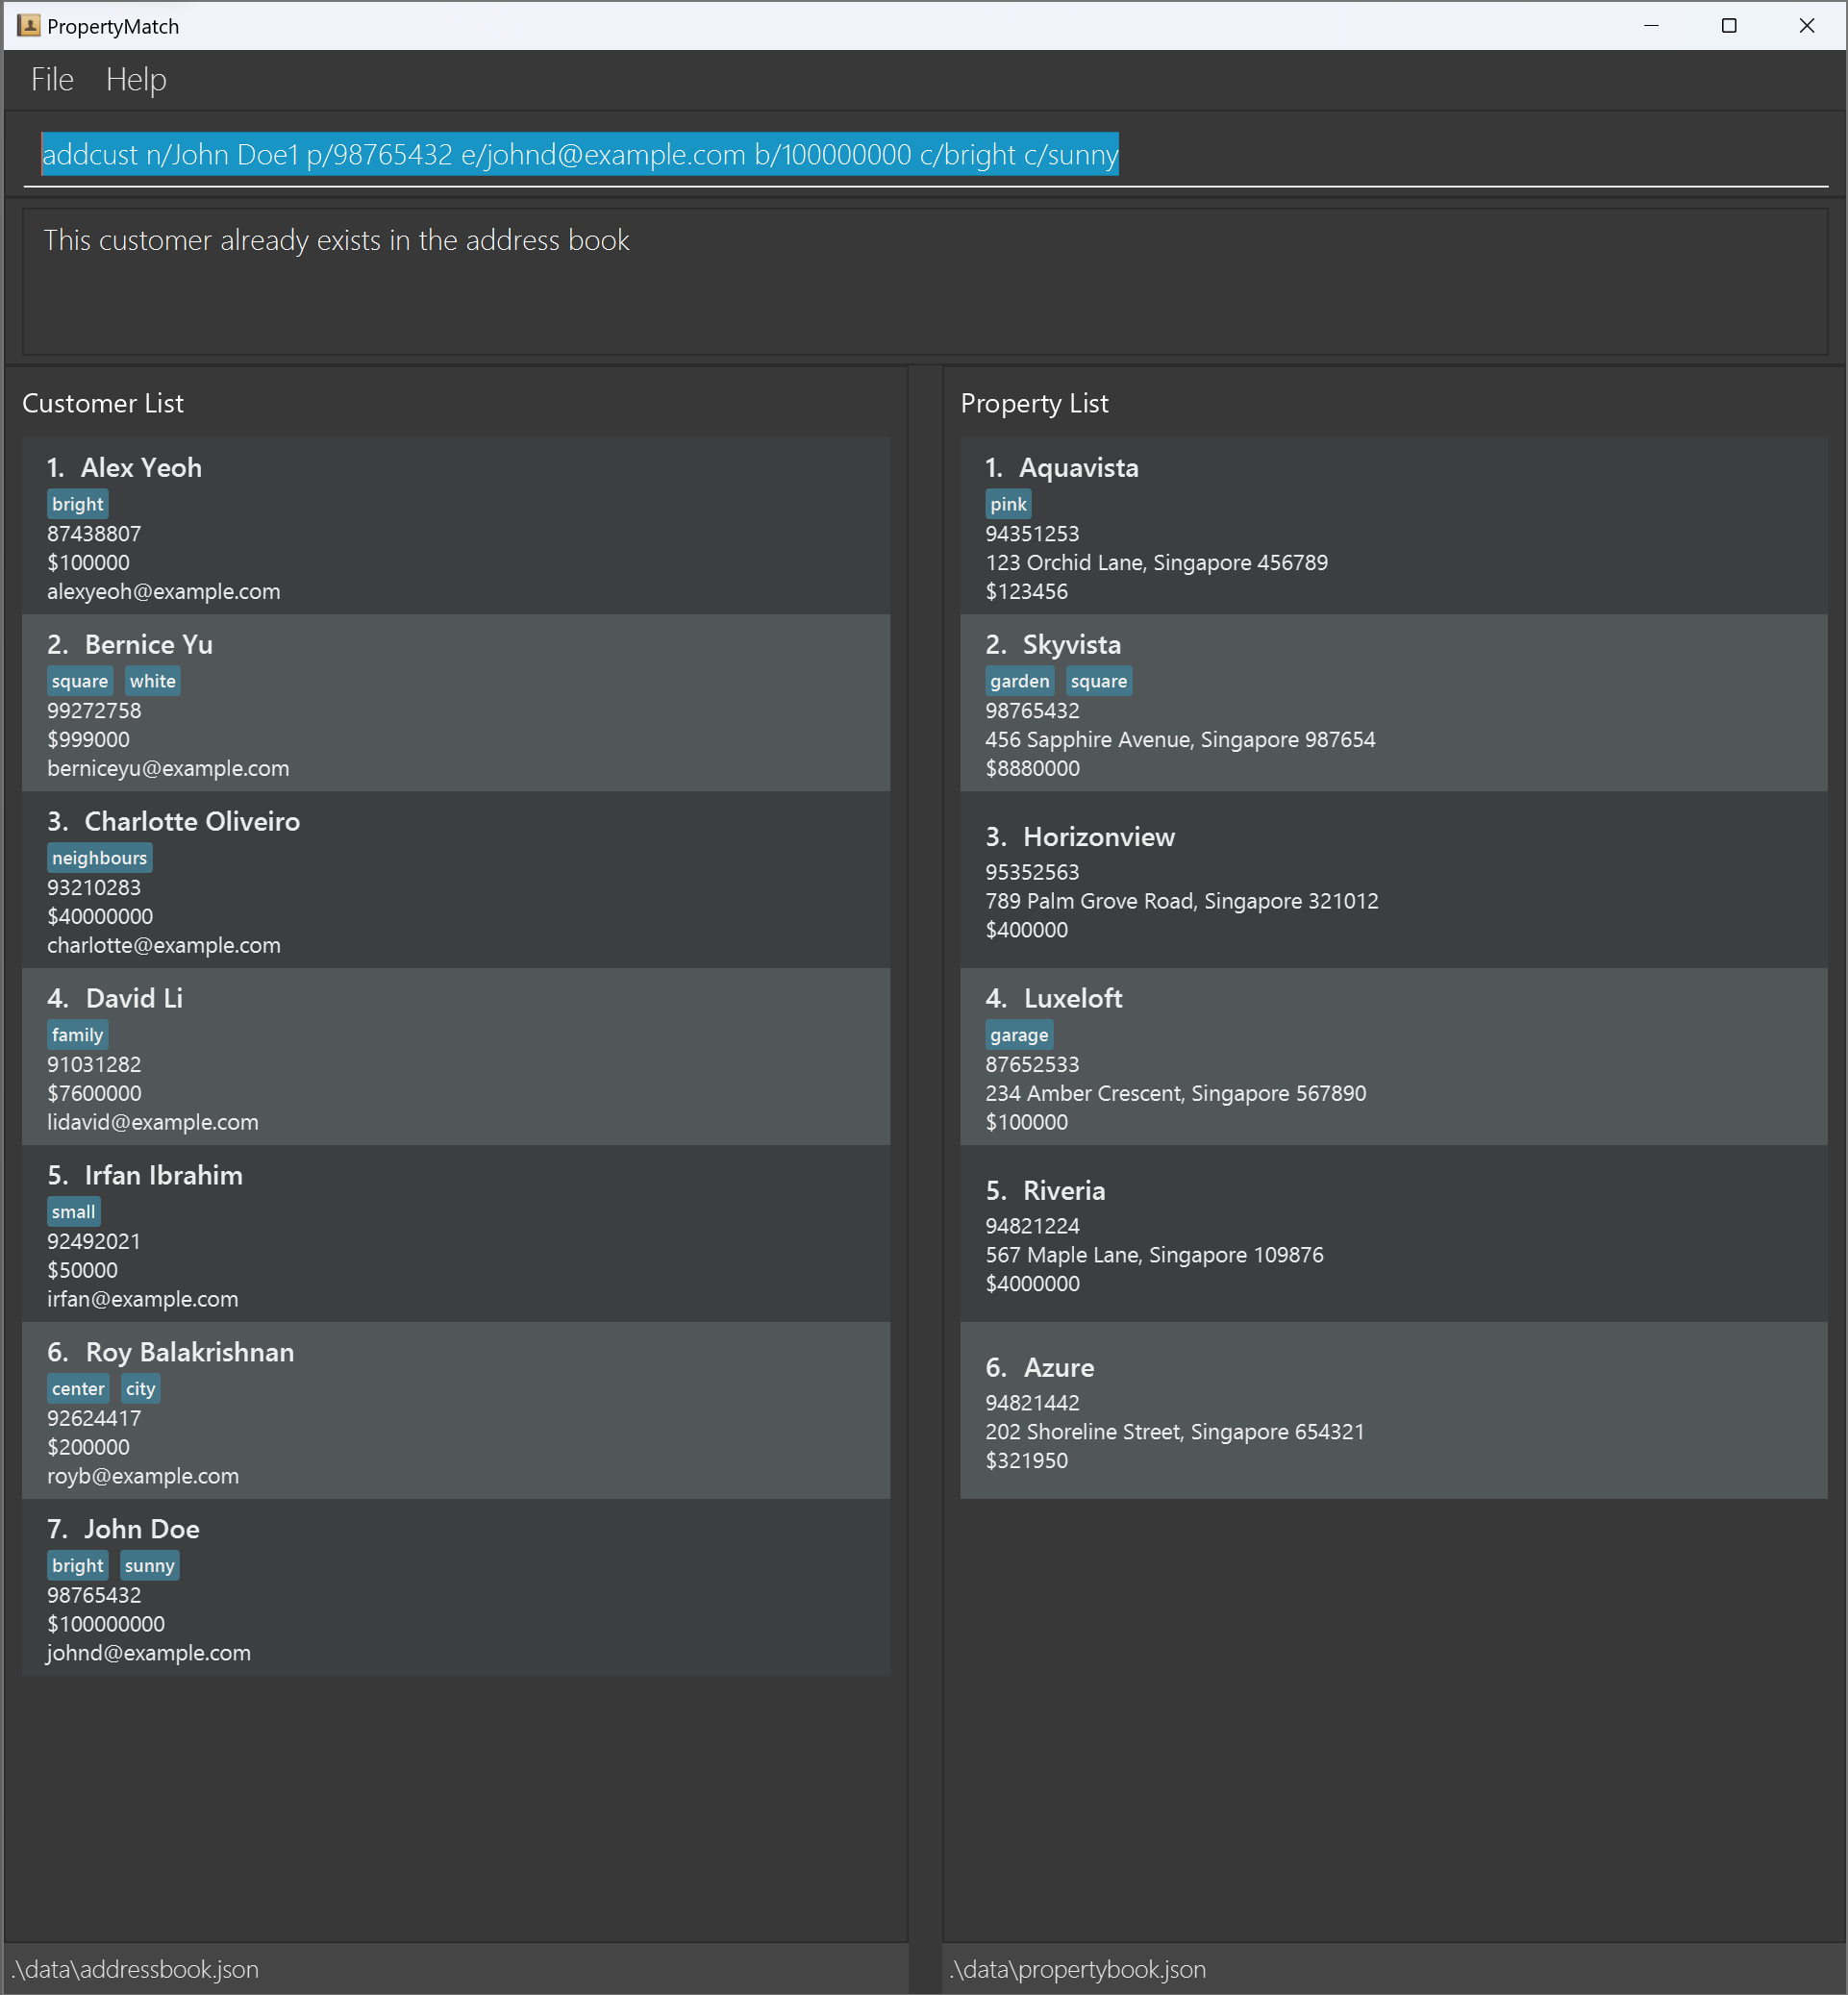 PropertyMatch
File Help
addcust n/John Doe1 p/98765432 e/johnd@example.com b/100000000 c/bright c/sunny
This customer already exists in the address book
Customer List
1. Alex Yeoh
bright
87438807
$100000
alexyeoh@example.com
2. Bernice Yu
square white
99272758
$999000
berniceyu@example.com
3. Charlotte Oliveiro
neighbours
93210283
$40000000
charlotte@example.com
4. David Li
family
91031282
$7600000
lidavid@example.com
5. Irfan Ibrahim
small
92492021
$50000
irfan@example.com
6. Roy Balakrishnan
center city
92624417
$200000
royb@example.com
7. John Doe
bright sunny
98765432
$100000000
johnd@example.com
.\data\addressbook.json
Property List
1. Aquavista
pink
94351253
123 Orchid Lane, Singapore 456789
$123456
2. Skyvista
garden square
98765432
456 Sapphire Avenue, Singapore 987654
$8880000
3. Horizonview
95352563
789 Palm Grove Road, Singapore 321012
$400000
4. Luxeloft
garage
87652533
234 Amber Crescent, Singapore 567890
$100000
5. Riveria
94821224
567 Maple Lane, Singapore 109876
$4000000
6. Azure
94821442
202 Shoreline Street, Singapore 654321
$321950
.\data\propertybook.json